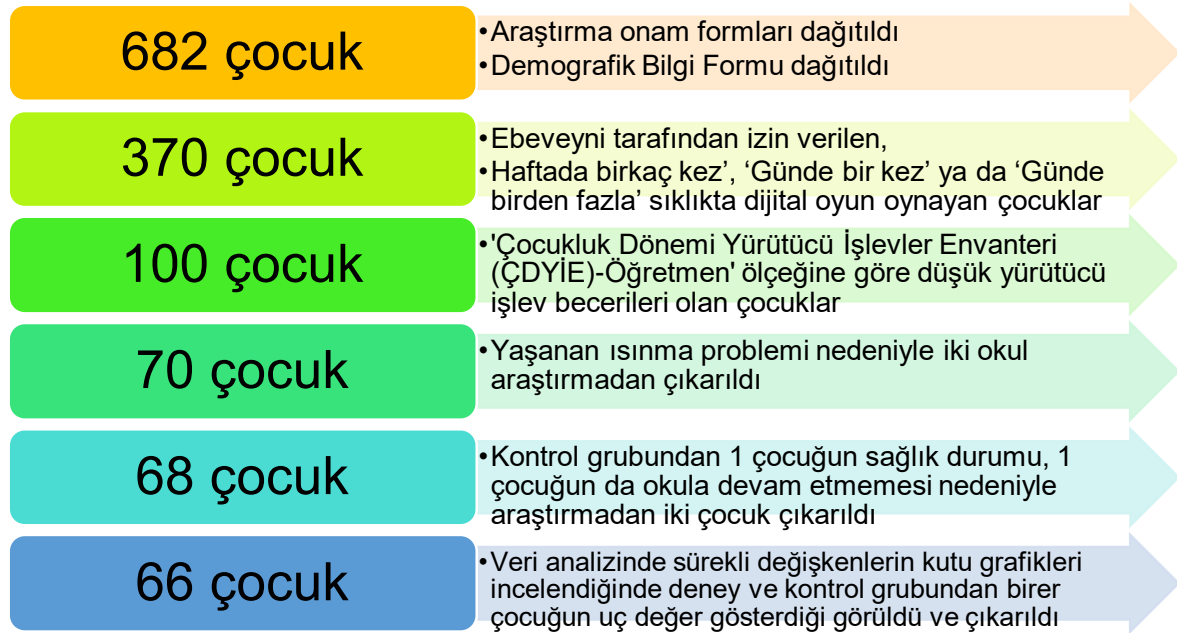 682 çocuk
•Araştırma onam formları dağıtıldı
•Demografik Bilgi Formu dağıtıldı
370 çocuk
•Ebeveyni tarafından izin verilen,
•Haftada birkaç kez’, ‘Günde bir kez’ ya da ‘Günde
birden fazla’ sıklıkta dijital oyun oynayan çocuklar
100 çocuk
•'Çocukluk Dönemi Yürütücü İşlevler Envanteri
(ÇDYİE)-Öğretmen' ölçeğine göre düşük yürütücü
işlev becerileri olan çocuklar
70 çocuk
•Yaşanan ısınma problemi nedeniyle iki okul
araştırmadan çıkarıldı
68 çocuk
•Kontrol grubundan 1 çocuğun sağlık durumu, 1
çocuğun da okula devam etmemesi nedeniyle
araştırmadan iki çocuk çıkarıldı
66 çocuk
•Veri analizinde sürekli değişkenlerin kutu grafikleri
incelendiğinde deney ve kontrol grubundan birer
çocuğun uç değer gösterdiği görüldü ve çıkarıldı